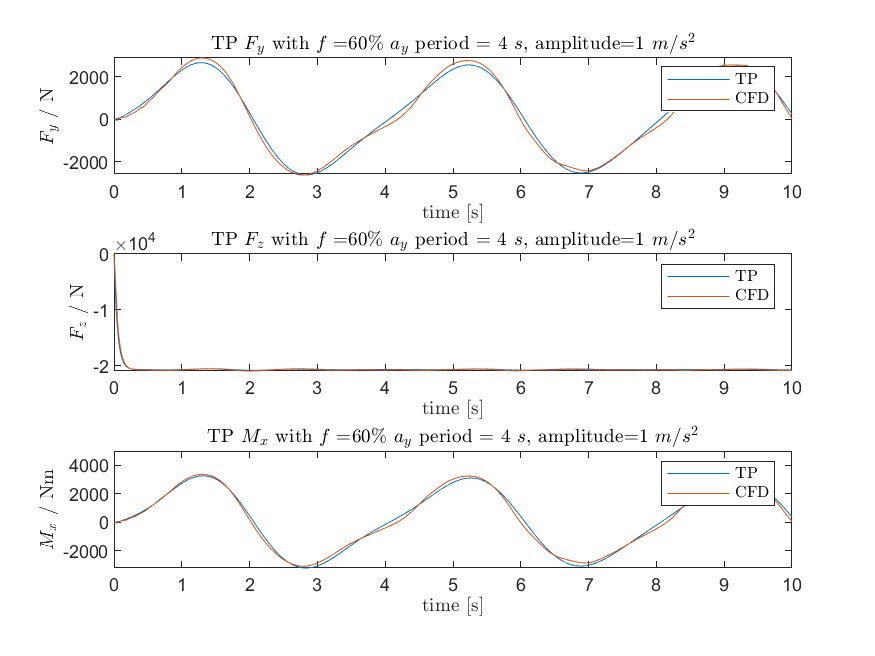 TP F_y with f =60% a_y period = 4 s, amplitude=1 m/s^2
2000
0
-2000
F_y / N
TP
CFD
0 1 2 3 4 5 6 7 8 9 10
time [s]
TP F_z with f =60% a_y period = 4 s, amplitude=1 m/s^2
×10^4
0
-1
-2
F_z / N
TP
CFD
0 1 2 3 4 5 6 7 8 9 10
time [s]
TP M_x with f =60% a_y period = 4 s, amplitude=1 m/s^2
4000
2000
0
-2000
M_x / Nm
TP
CFD
0 1 2 3 4 5 6 7 8 9 10
time [s]